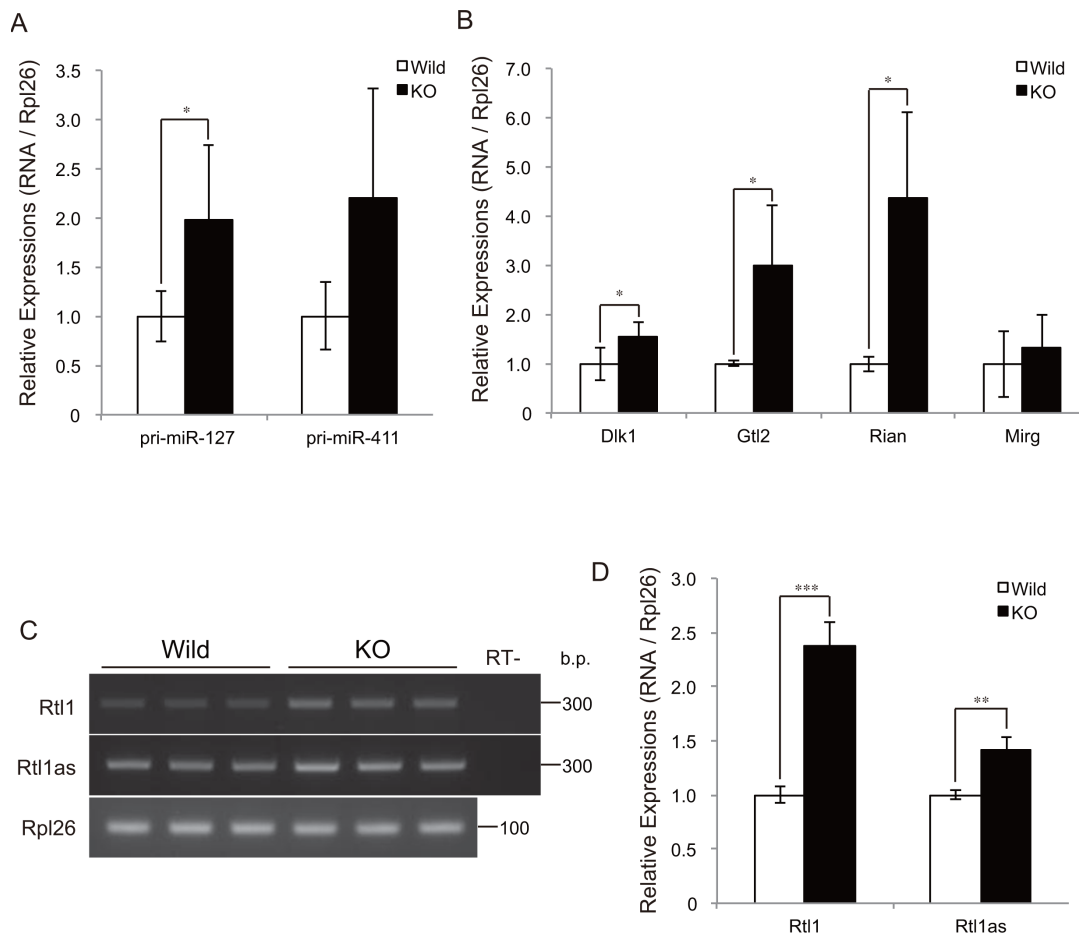 A
Relative Expressions (RNA / Rpl26)
3.5
3.0
2.5
2.0
1.5
1.0
0.5
0
Wild
KO
*
pri-miR-127
pri-miR-411
B
Relative Expressions (RNA / Rpl26)
7.0
6.0
5.0
4.0
3.0
2.0
1.0
0
Wild
KO
*
*
*
Dlk1
Gtl2
Rian
Mirg
C
Wild
KO
RT-
b.p.
Rtl1
300
Rtl1as
300
Rpl26
100
D
Relative Expressions (RNA / Rpl26)
3.0
2.5
2.0
1.5
1.0
0.5
0
Wild
KO
***
**
Rtl1
Rtl1as